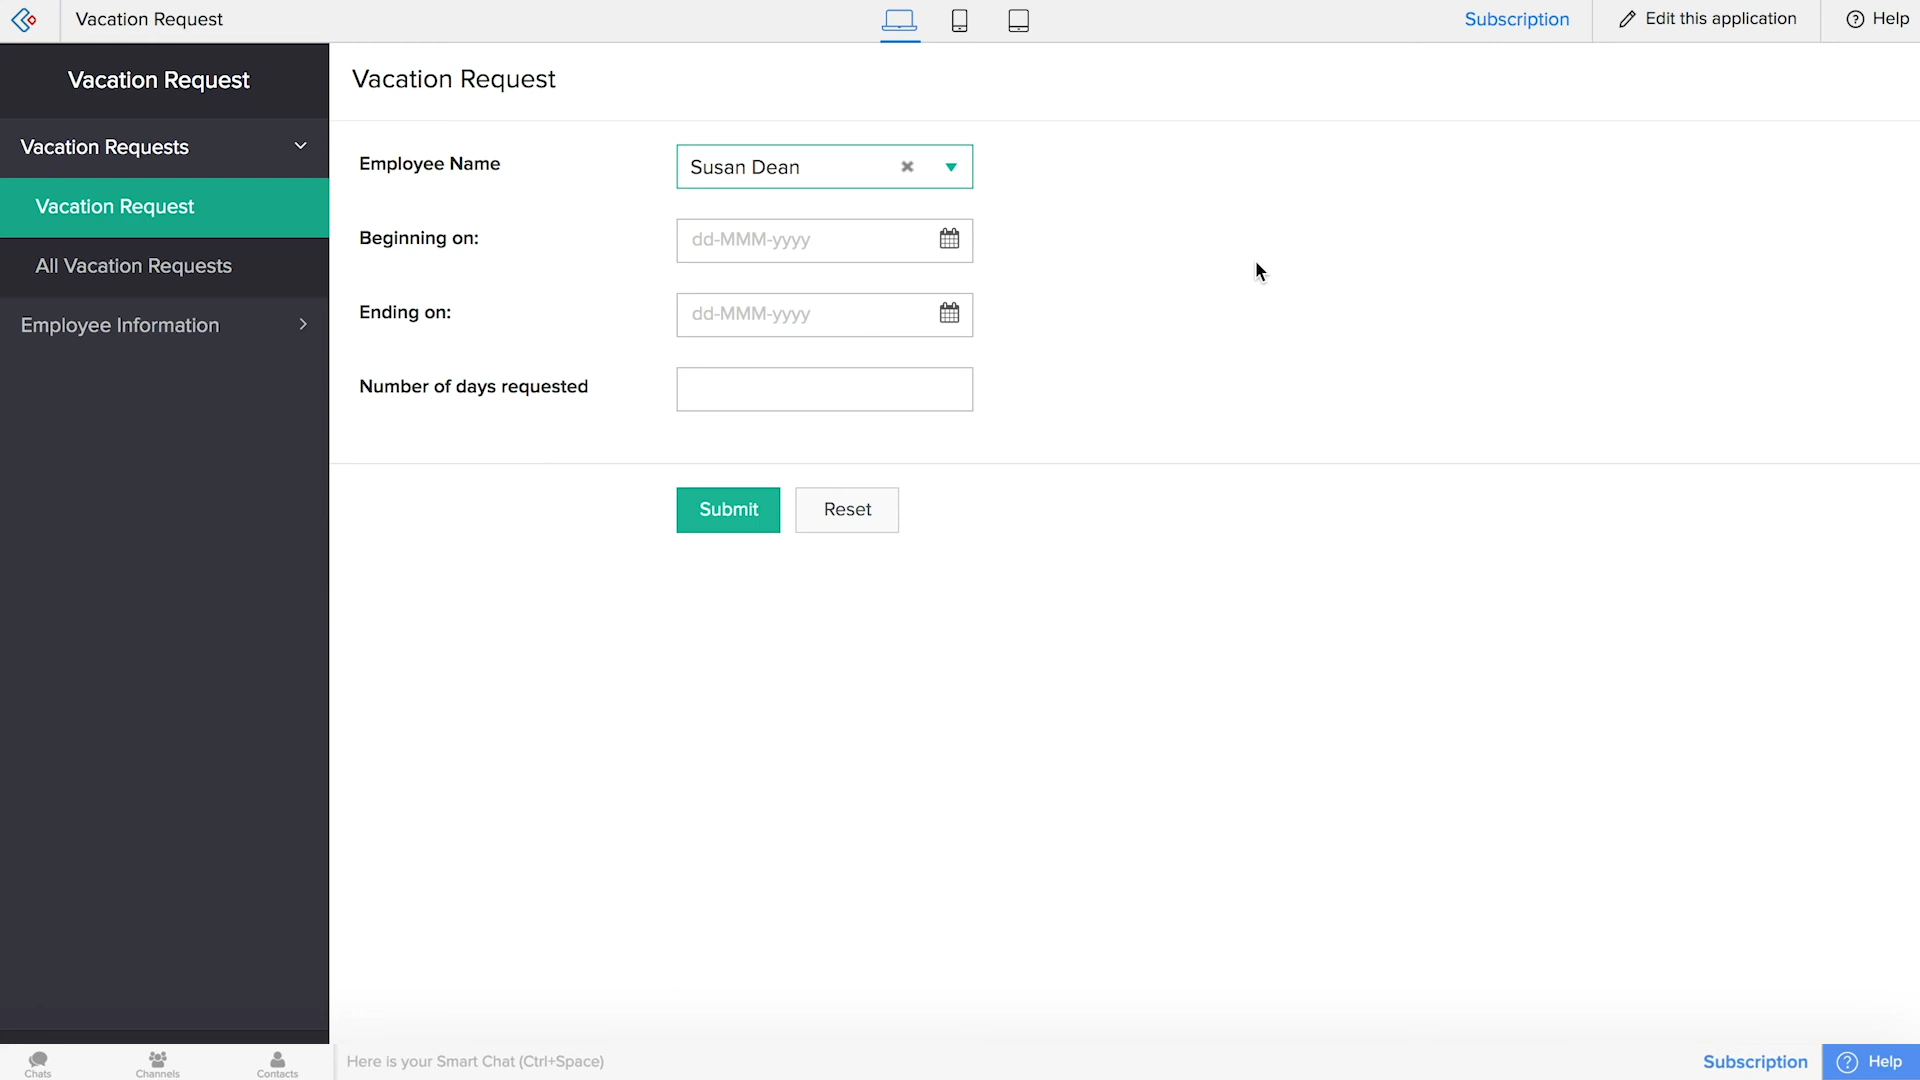 Vacation Request
Subscription
Edit this application
Help
Vacation Request
Vacation Requests
Vacation Request
All Vacation Requests
Employee Information
Vacation Request
Employee Name
Susan Dean
Beginning on:
dd-MMM-yyyy
Ending on:
dd-MMM-yyyy
Number of days requested
Submit
Reset
Chats
Channels
Contacts
Here is your Smart Chat (Ctrl+Space)
Subscription
Help